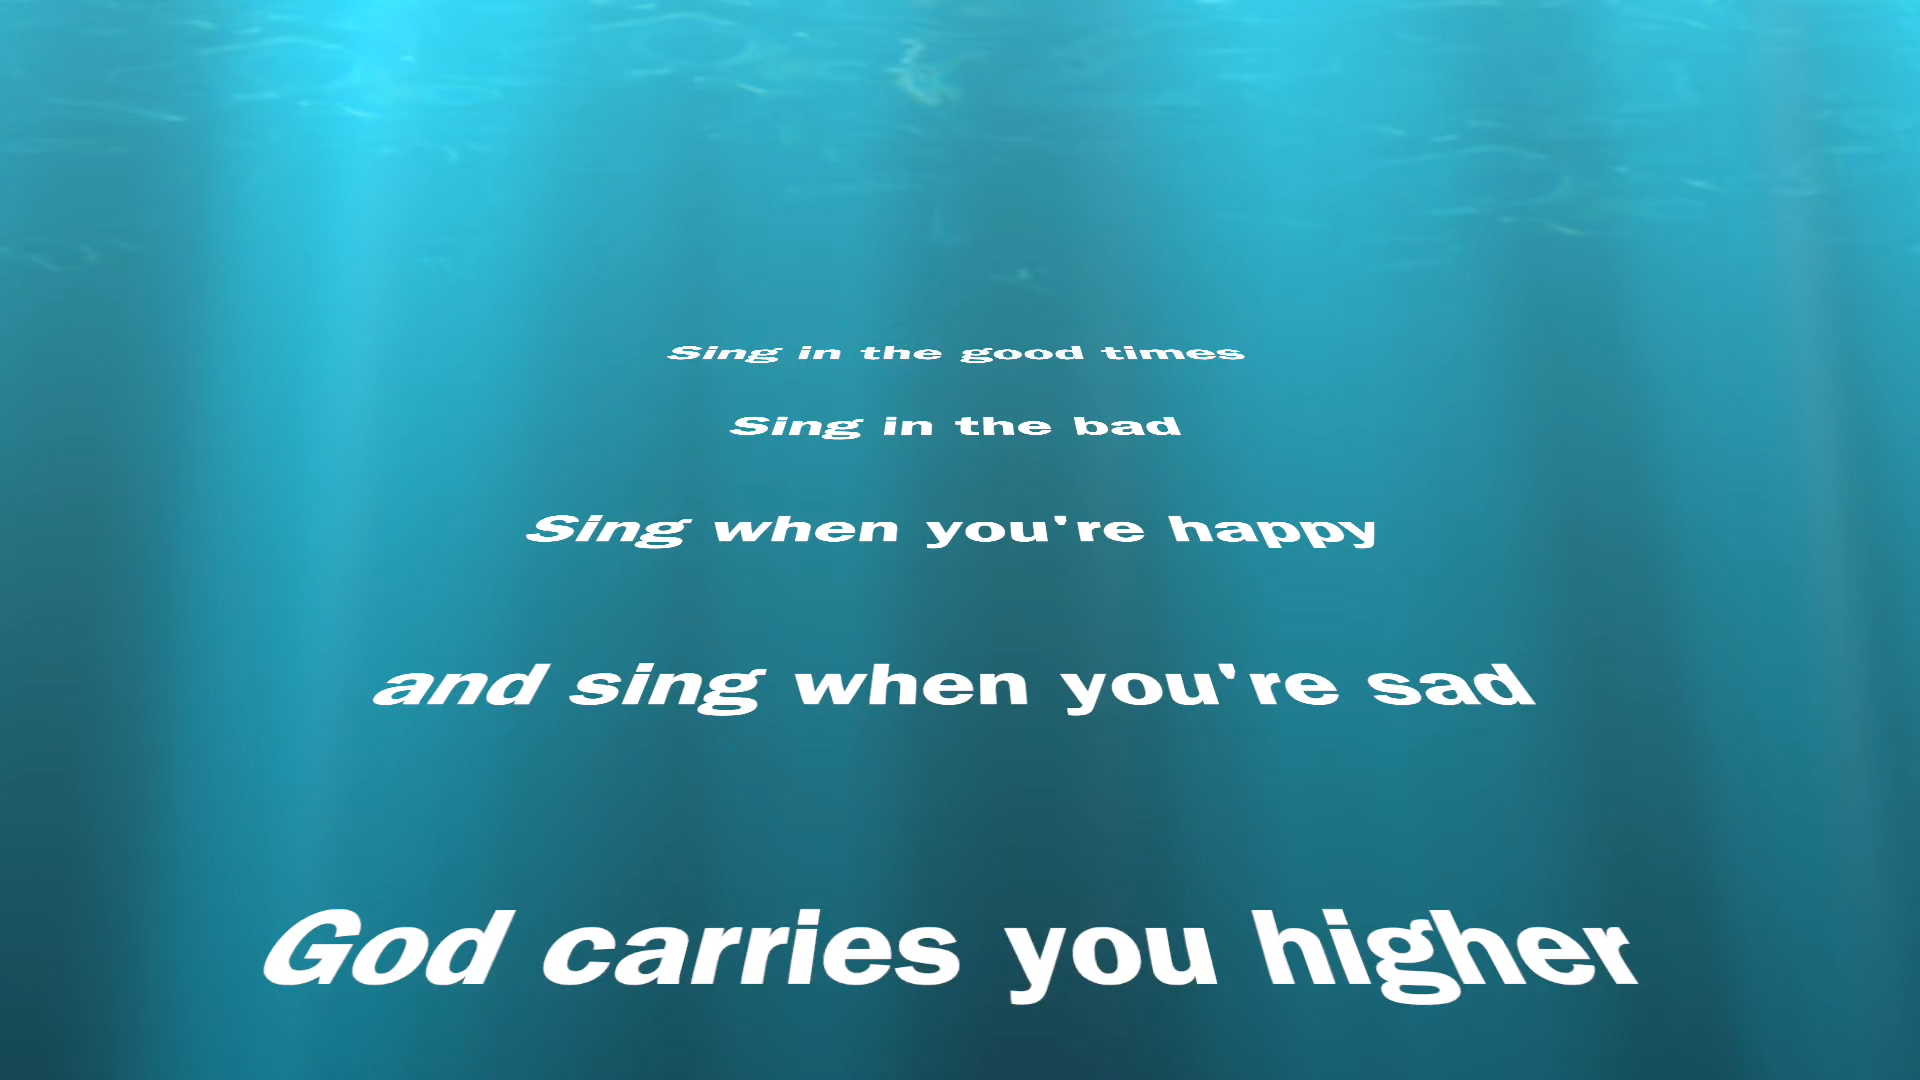 Sing in the good times
Sing in the bad
Sing when you're happy
and sing when you're sad
God carries you higher